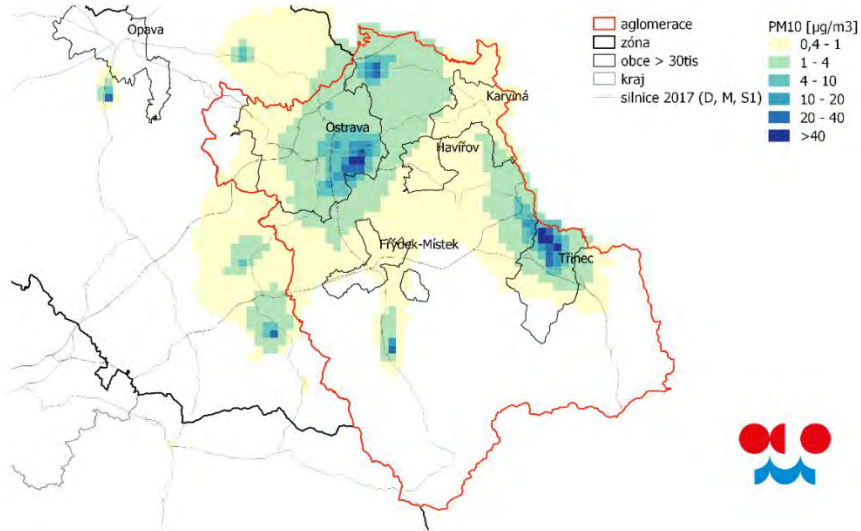 Opava
Karviná
Ostrava
Havířov
Frýdek-Místek
Třinec
aglomerace
zóna
obce > 30tis
kraj
silnice 2017 (D, M, S1)
PM10 [µg/m3]
0,4 - 1
1 - 4
4 - 10
10 - 20
20 - 40
>40